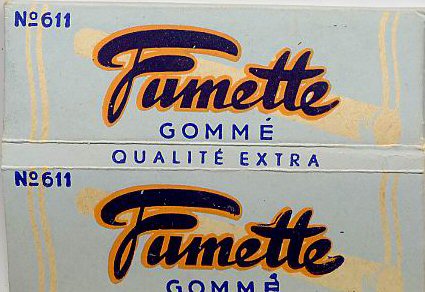 Nº611
Fumette
GOMMÉ
QUALITÉ EXTRA
Nº611
Fumette
GOMMÉ